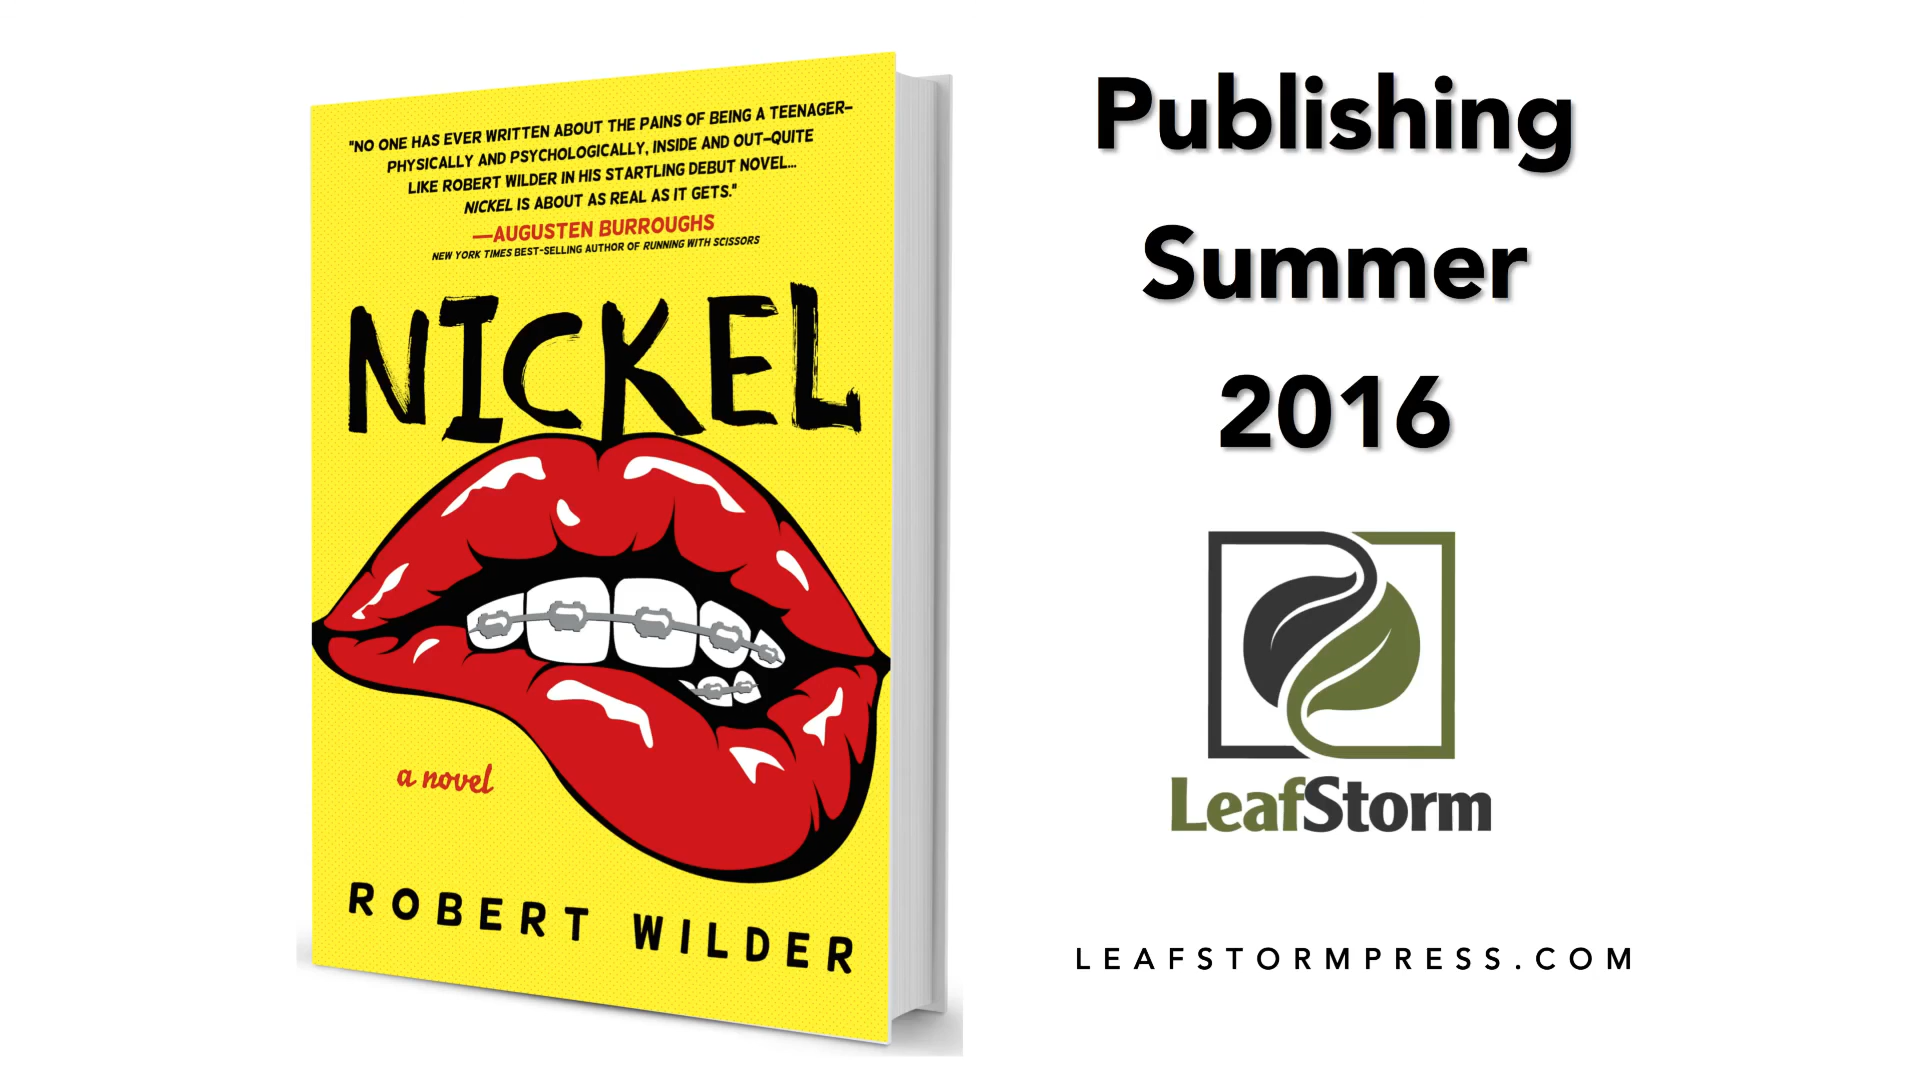 "NO ONE HAS EVER WRITTEN ABOUT THE PAINS OF BEING A TEENAGER–
PHYSICALLY AND PSYCHOLOGICALLY, INSIDE AND OUT–QUITE
LIKE ROBERT WILDER IN HIS STARTLING DEBUT NOVEL...
NICKEL IS ABOUT AS REAL AS IT GETS."
—AUGUSTEN BURROUGHS
NEW YORK TIMES BEST-SELLING AUTHOR OF RUNNING WITH SCISSORS
NICKEL
a novel
ROBERT WILDER
Publishing
Summer
2016
LeafStorm
LEAFSTORMPRESS.COM